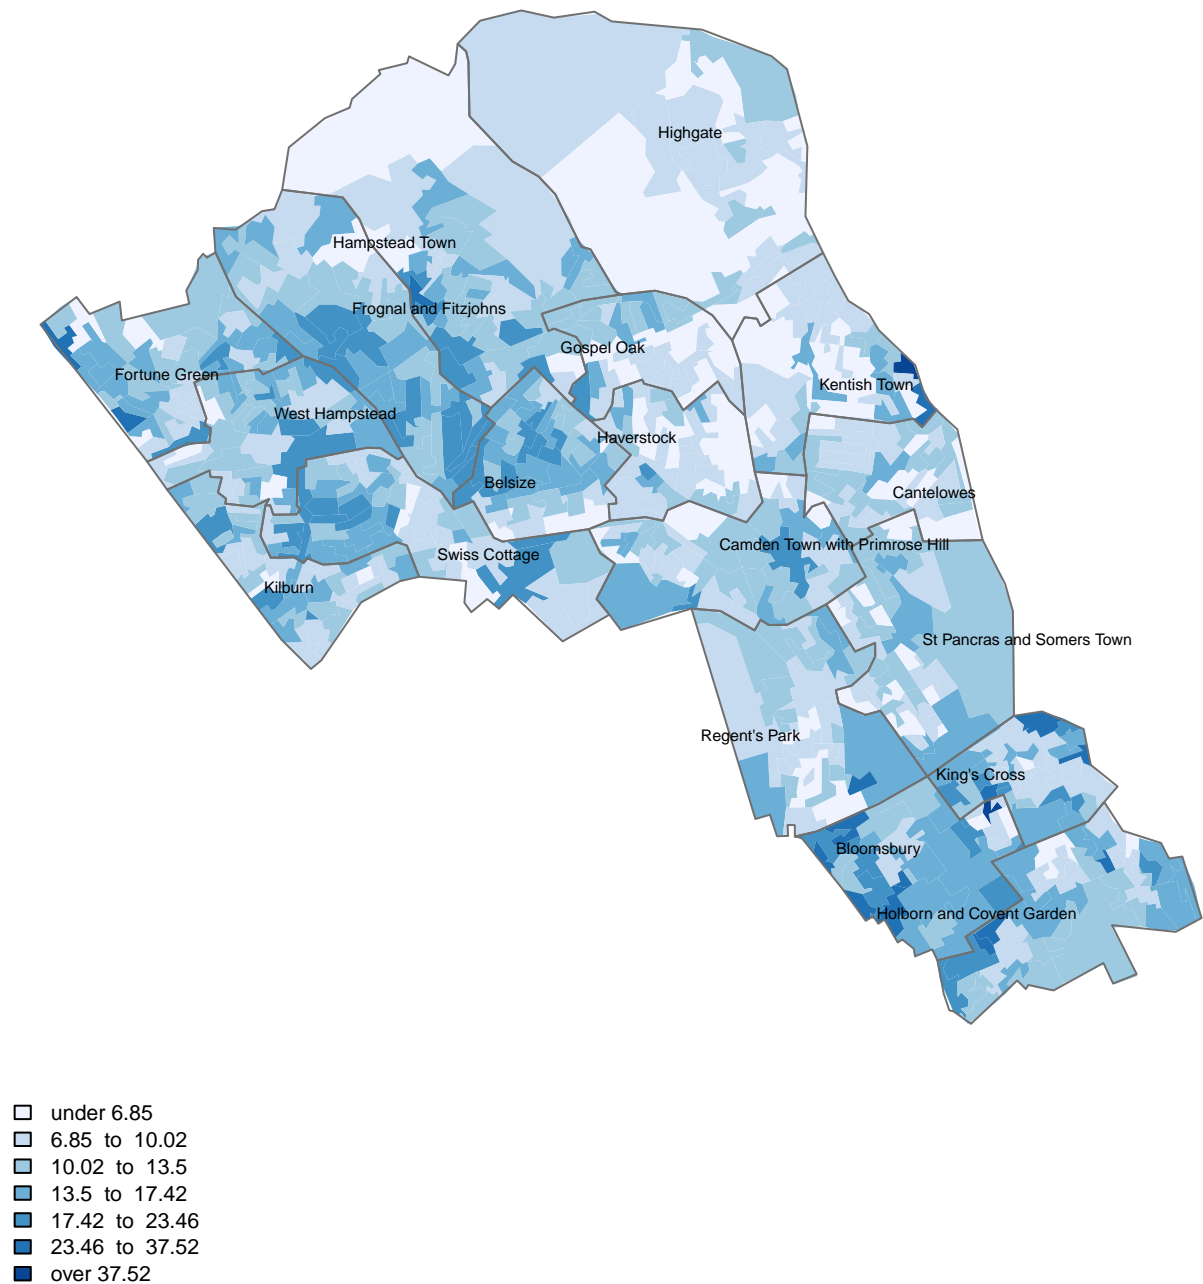 Highgate
Hampstead Town
Frognal and Fitzjohns
Gospel Oak
Fortune Green
Kentish Town
West Hampstead
Haverstock
Belsize
Cantelowes
Camden Town with Primrose Hill
Swiss Cottage
Kilburn
St Pancras and Somers Town
Regent's Park
King's Cross
Bloomsbury
Holborn and Covent Garden
under 6.85
6.85 to 10.02
10.02 to 13.5
13.5 to 17.42
17.42 to 23.46
23.46 to 37.52
over 37.52